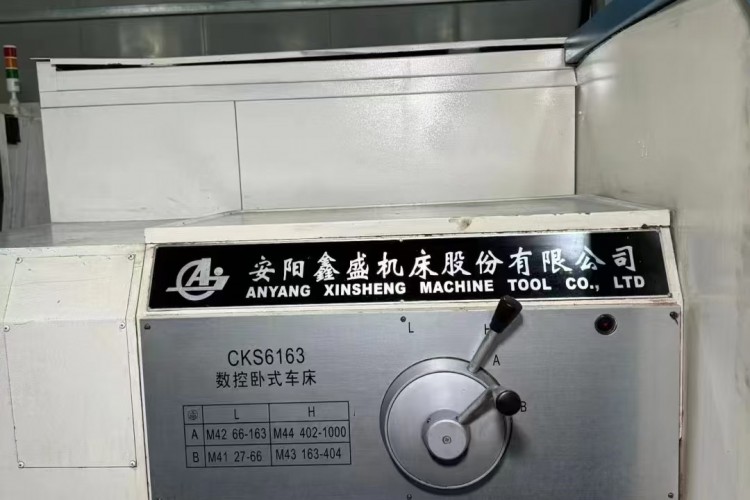 安阳鑫盛机床股份有限公司
ANYANG XINSHENG MACHINE TOOL CO., LTD
L H
CKS6163
数控卧式车床
A
B
L H
A M42 66-163 M44 402-1000
B M41 27-66 M43 163-404